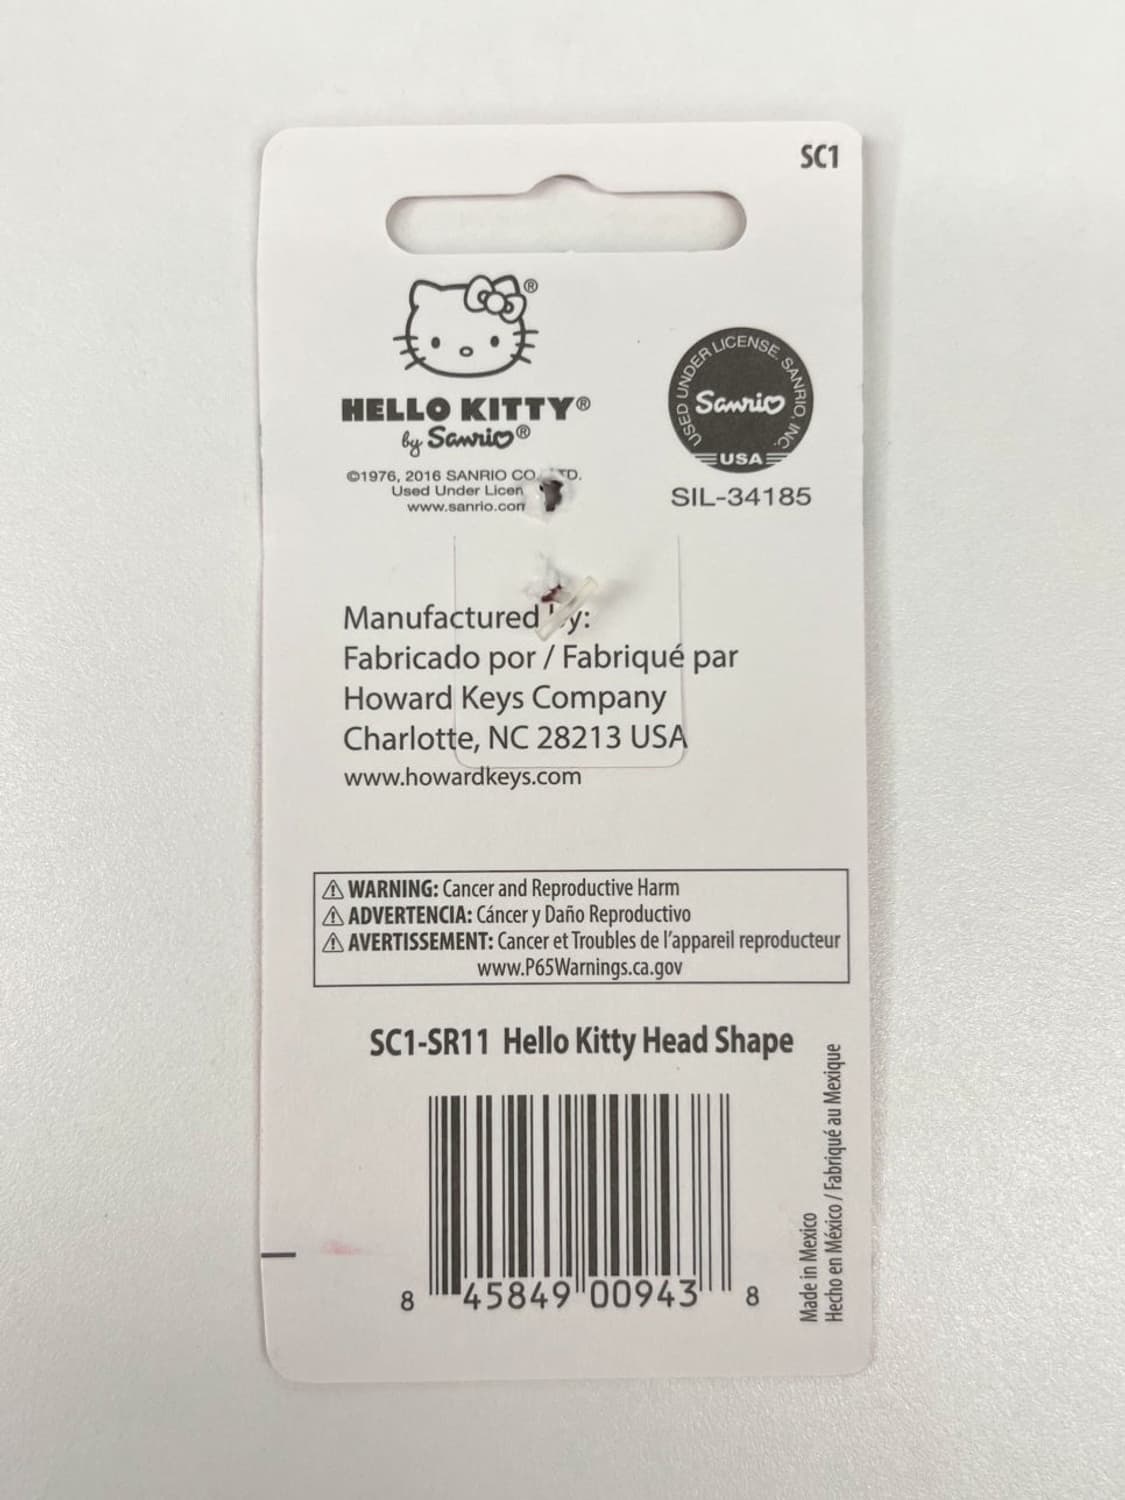 SC1
®
HELLO KITTY®
by Sanrio®
©1976, 2016 SANRIO CO. LTD.
Used Under
www.sanrio.com
USED UNDER LICENSE. SANRIO, INC.
Sanrio
USA
SIL-34185
Manufactured by:
Fabricado por / Fabriqué par
Howard Keys Company
Charlotte, NC 28213 USA
www.howardkeys.com
⚠ WARNING: Cancer and Reproductive Harm
⚠ ADVERTENCIA: Cáncer y Daño Reproductivo
⚠ AVERTISSEMENT: Cancer et Troubles de l'appareil reproducteur
www.P65Warnings.ca.gov
SC1-SR11 Hello Kitty Head Shape
8 45849 00943 8
Made in Mexico
Hecho en México / Fabriqué au Mexique